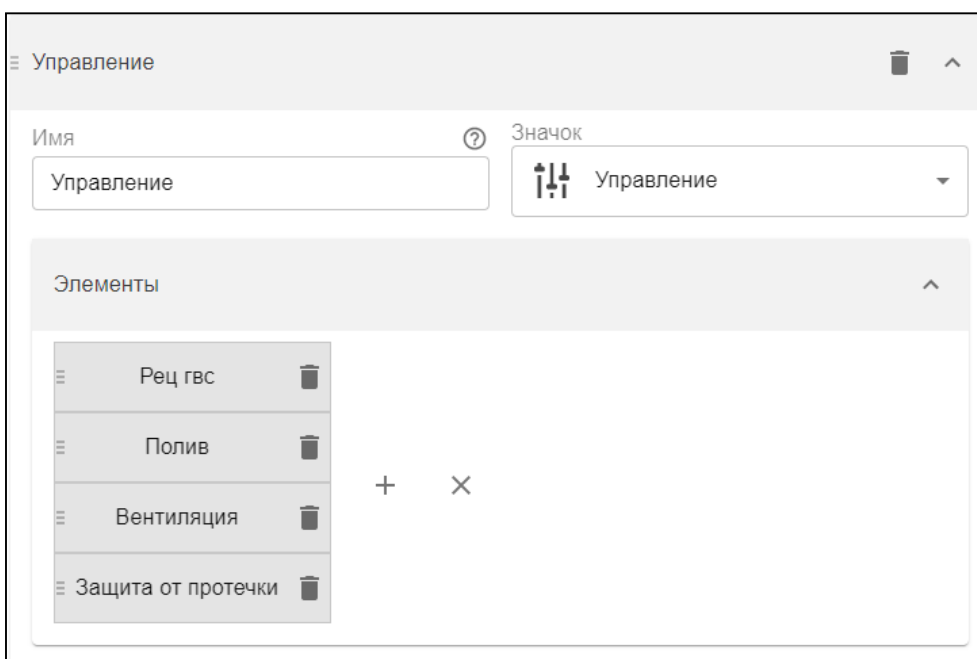 Управление
Имя
Значок
Управление
Управление
Элементы
Рец гвс
Полив
Вентиляция
Защита от протечки